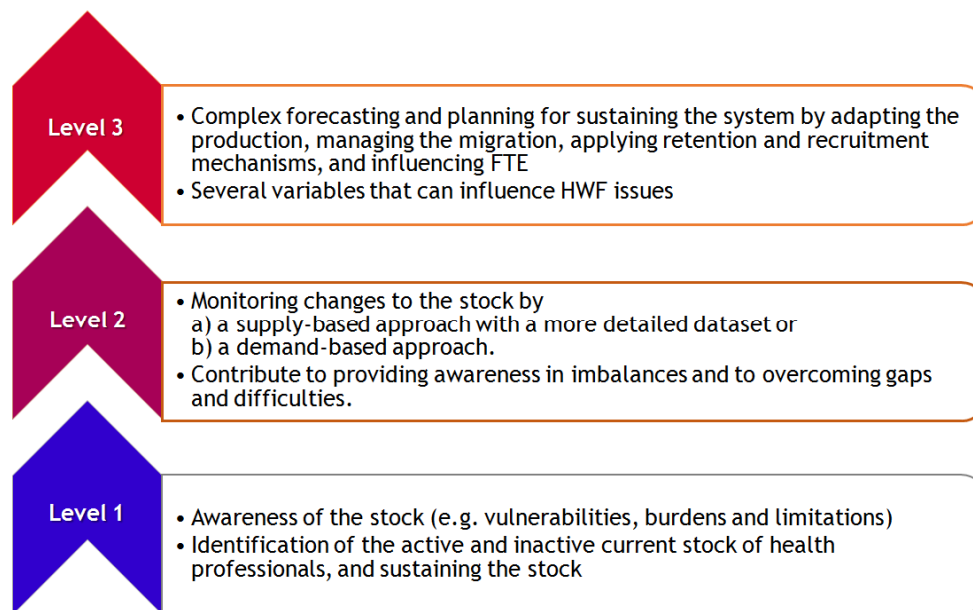 Level 3
• Complex forecasting and planning for sustaining the system by adapting the
production, managing the migration, applying retention and recruitment
mechanisms, and influencing FTE
• Several variables that can influence HWF issues
Level 2
• Monitoring changes to the stock by
a) a supply-based approach with a more detailed dataset or
b) a demand-based approach.
• Contribute to providing awareness in imbalances and to overcoming gaps
and difficulties.
Level 1
• Awareness of the stock (e.g. vulnerabilities, burdens and limitations)
• Identification of the active and inactive current stock of health
professionals, and sustaining the stock